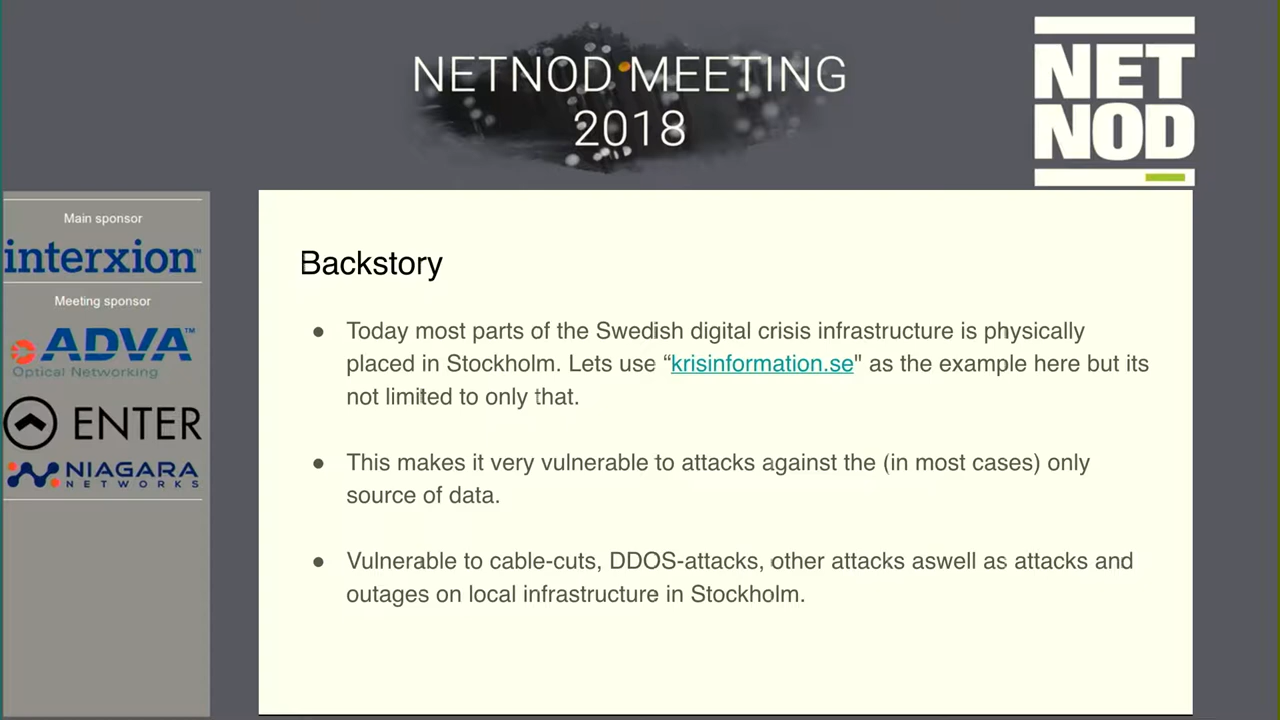 NETNOD MEETING
2018
NET
NOD
Main sponsor
interxion™
Meeting sponsor
ADVA™
Optical Networking
ENTER
NIAGARA
NETWORKS
Backstory
● Today most parts of the Swedish digital crisis infrastructure is physically
placed in Stockholm. Lets use “krisinformation.se" as the example here but its
not limited to only that.
● This makes it very vulnerable to attacks against the (in most cases) only
source of data.
● Vulnerable to cable-cuts, DDOS-attacks, other attacks aswell as attacks and
outages on local infrastructure in Stockholm.